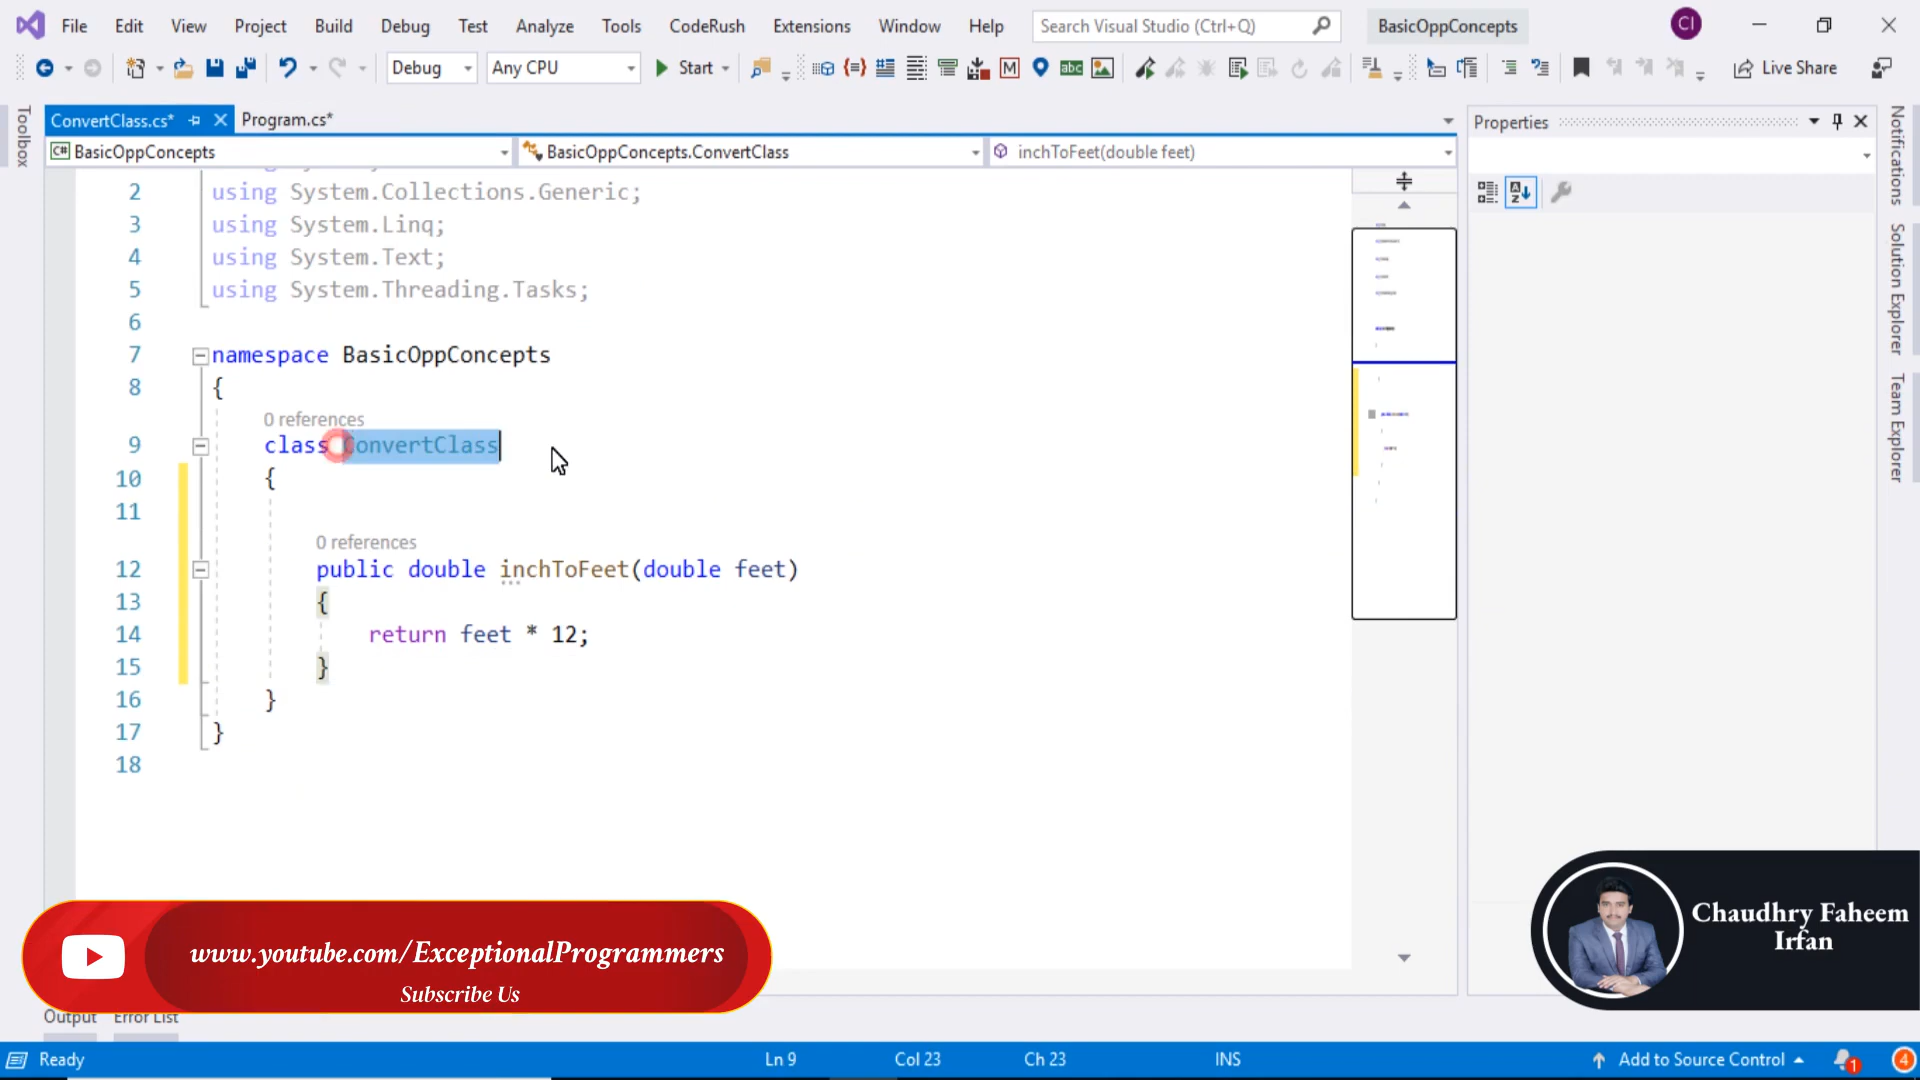 File Edit View Project Build Debug Test Analyze Tools CodeRush Extensions Window Help Search Visual Studio (Ctrl+Q) BasicOppConcepts CI
Debug Any CPU Start abc Live Share
Toolbox
ConvertClass.cs* Program.cs*
C# BasicOppConcepts BasicOppConcepts.ConvertClass inchToFeet(double feet)
2 using System.Collections.Generic;
3 using System.Linq;
4 using System.Text;
5 using System.Threading.Tasks;
6
7 namespace BasicOppConcepts
8 {
0 references
9 class ConvertClass
10 {
11
0 references
12 public double inchToFeet(double feet)
13 {
14 return feet * 12;
15 }
16 }
17 }
18
Properties
Notifications
Solution Explorer
Team Explorer
www.youtube.com/ExceptionalProgrammers
Subscribe Us
Chaudhry Faheem
Irfan
Output Error List
Ready Ln 9 Col 23 Ch 23 INS Add to Source Control 1 4